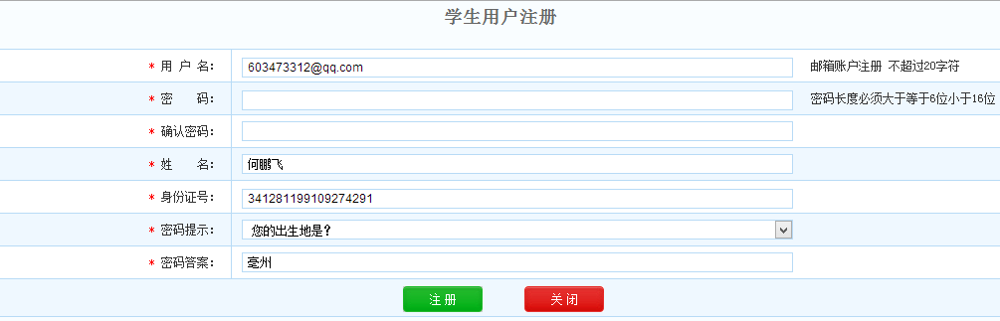 学生用户注册
* 用 户 名： 603473312@qq.com 邮箱账户注册 不超过20字符
* 密 码： 密码长度必须大于等于6位小于16位
* 确认密码：
* 姓 名： 何鹏飞
* 身份证号： 341281199109274291
* 密码提示： 您的出生地是？
* 密码答案： 亳州
注 册 关 闭